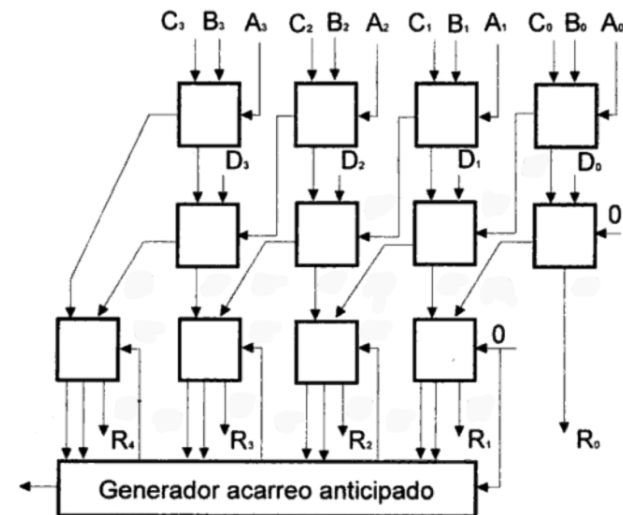 C₃ B₃ A₃ C₂ B₂ A₂ C₁ B₁ A₁ C₀ B₀ A₀
D₃ D₂ D₁ D₀
0
0
R₄ R₃ R₂ R₁ R₀
Generador acarreo anticipado